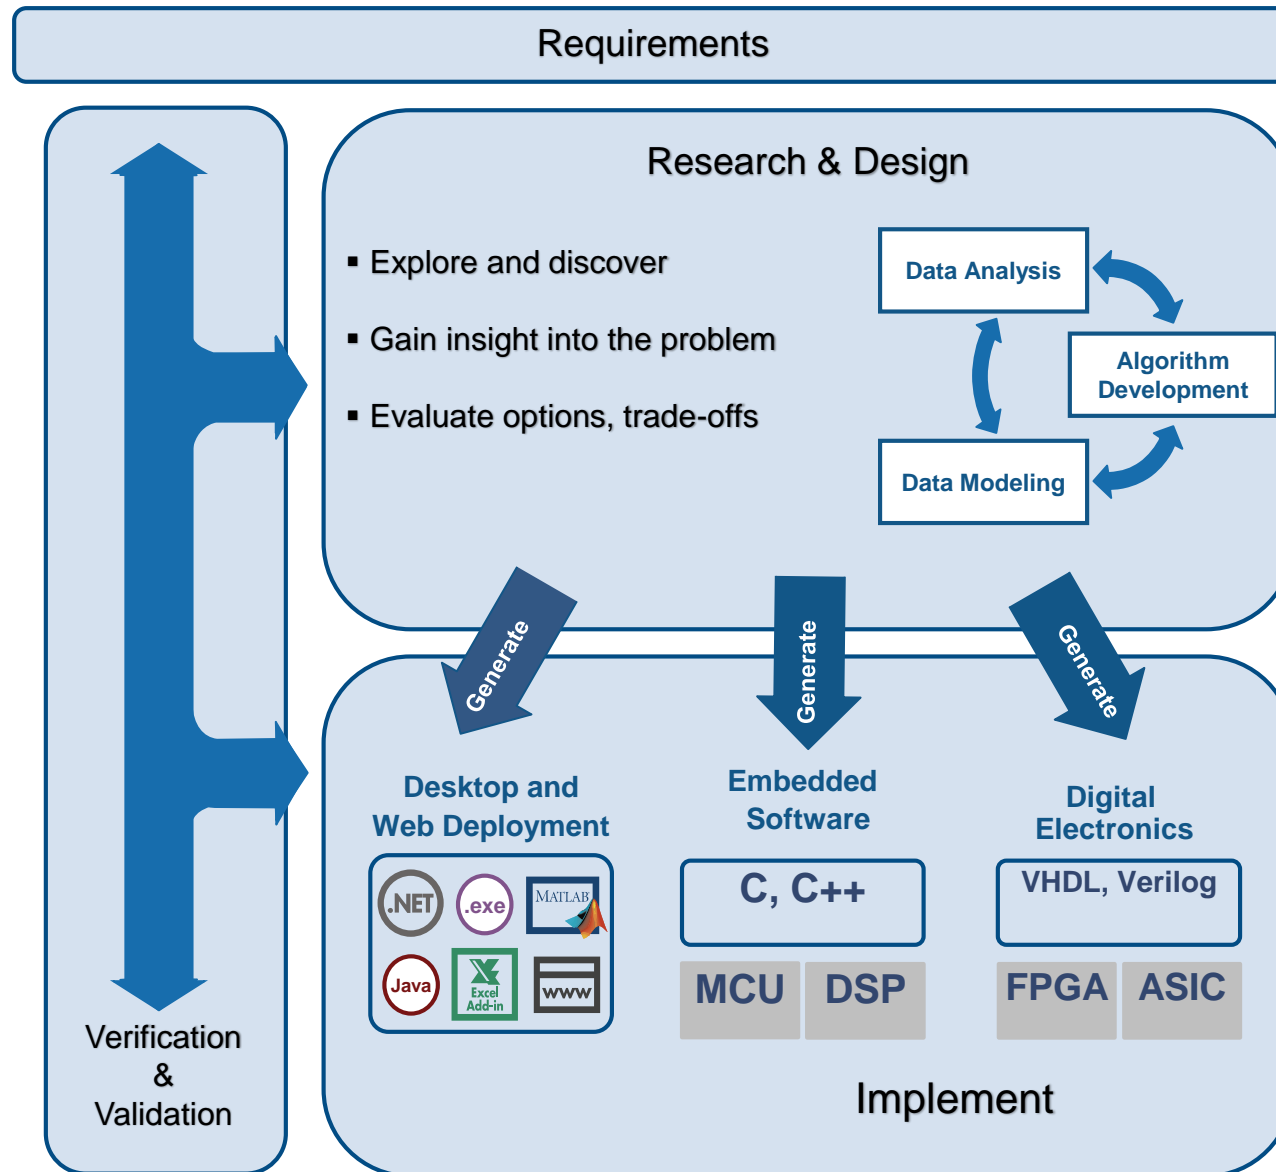 Requirements
Research & Design
▪ Explore and discover
▪ Gain insight into the problem
▪ Evaluate options, trade-offs
Data Analysis
Algorithm
Development
Data Modeling
Generate
Generate
Generate
Desktop and
Web Deployment
.NET
.exe
MATLAB
Java
Excel
Add-in
www
Embedded
Software
C, C++
MCU
DSP
Digital
Electronics
VHDL, Verilog
FPGA
ASIC
Implement
Verification
&
Validation